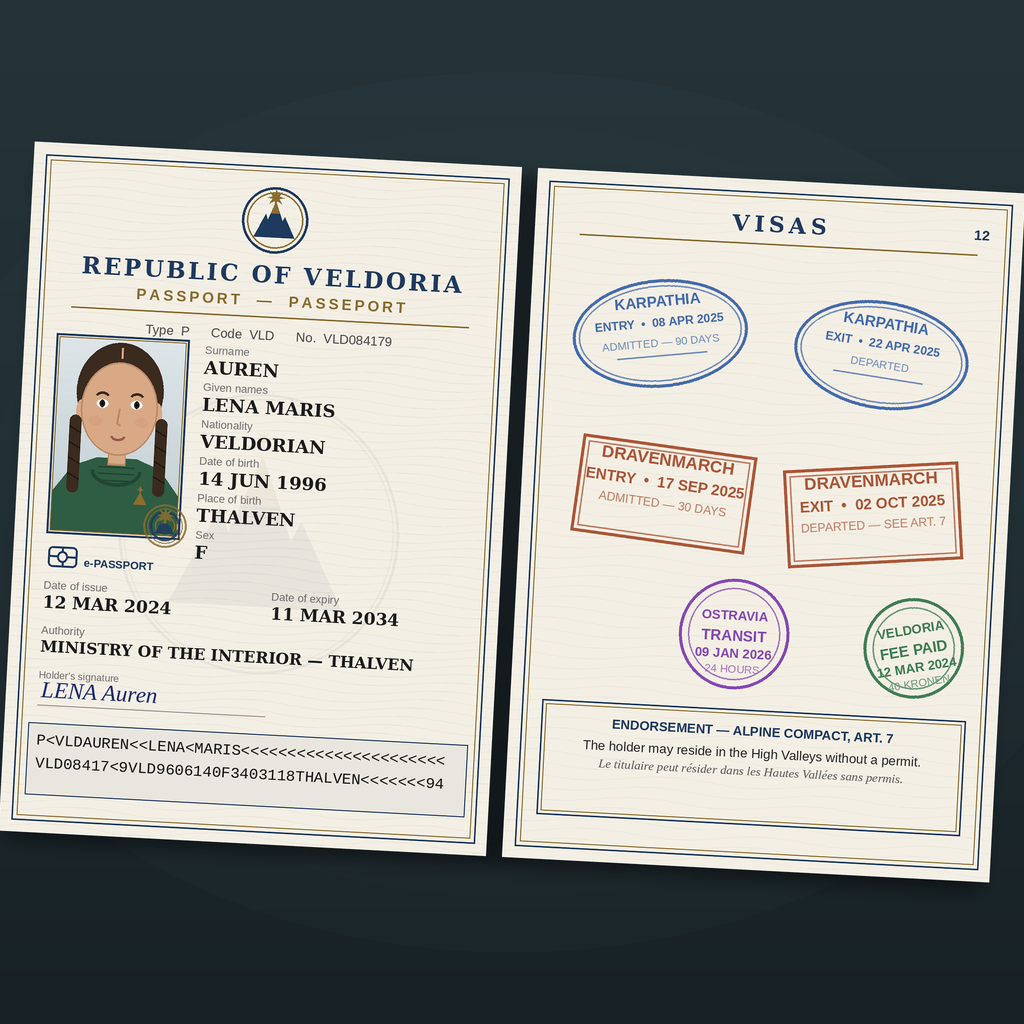 REPUBLIC OF VELDORIA
PASSPORT — PASSEPORT
Type P Code VLD No. VLD084179
Surname
AUREN
Given names
LENA MARIS
Nationality
VELDORIAN
Date of birth
14 JUN 1996
Place of birth
THALVEN
Sex
F
e-PASSPORT
Date of issue
12 MAR 2024
Date of expiry
11 MAR 2034
Authority
MINISTRY OF THE INTERIOR — THALVEN
Holder's signature
LENA Auren
P<VLDAUREN<<LENA<MARIS<<<<<<<<<<<<<<<<<<<<<<
VLD08417<9VLD9606140F3403118THALVEN<<<<<<<94
VISAS
12
KARPATHIA
ENTRY • 08 APR 2025
ADMITTED — 90 DAYS
KARPATHIA
EXIT • 22 APR 2025
DEPARTED
DRAVENMARCH
ENTRY • 17 SEP 2025
ADMITTED — 30 DAYS
DRAVENMARCH
EXIT • 02 OCT 2025
DEPARTED — SEE ART. 7
OSTRAVIA
TRANSIT
09 JAN 2026
24 HOURS
VELDORIA
FEE PAID
12 MAR 2024
40 KRONEN
ENDORSEMENT — ALPINE COMPACT, ART. 7
The holder may reside in the High Valleys without a permit.
Le titulaire peut résider dans les Hautes Vallées sans permis.